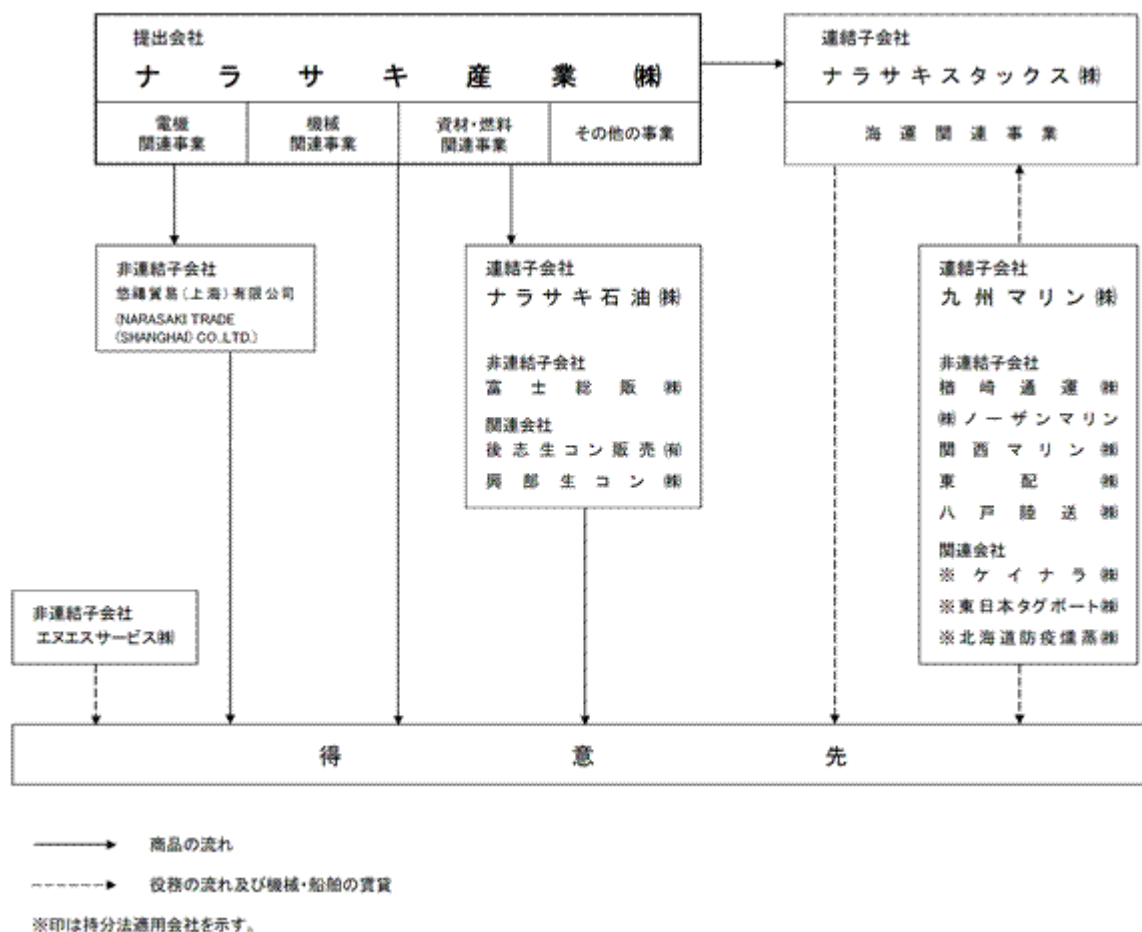 提出会社
ナラサキ産業㈱
電機
関連事業
機械
関連事業
資材・燃料
関連事業
その他の事業
連結子会社
ナラサキスタックス㈱
海運関連事業
非連結子会社
悠禧貿易(上海)有限公司
(NARASAKI TRADE
(SHANGHAI) CO.,LTD.)
連結子会社
ナラサキ石油㈱
非連結子会社
富士総販㈱
関連会社
後志生コン販売㈲
興部生コン㈱
連結子会社
九州マリン㈱
非連結子会社
楢崎通運㈱
㈱ノーザンマリン
関西マリン㈱
東配㈱
八戸陸送㈱
関連会社
※ケイナラ㈱
※東日本タグボート㈱
※北海道防疫燻蒸㈱
非連結子会社
エヌエスサービス㈱
得意先
商品の流れ
役務の流れ及び機械・船舶の賃貸
※印は持分法適用会社を示す。